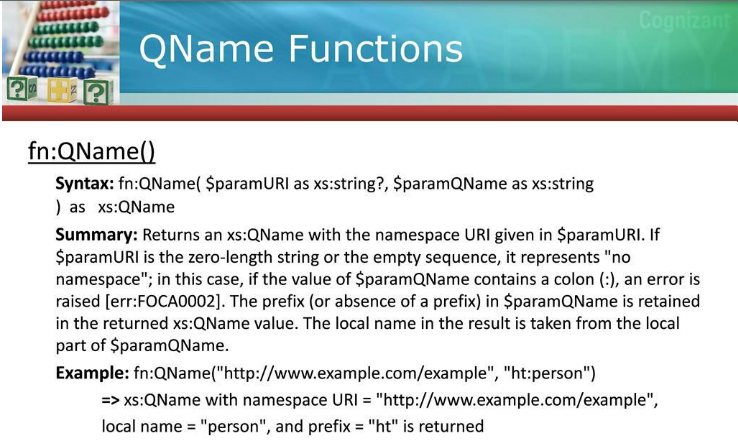 Cognizant
QName Functions
ACADEMY
fn:QName()
Syntax: fn:QName( $paramURI as xs:string?, $paramQName as xs:string
) as xs:QName
Summary: Returns an xs:QName with the namespace URI given in $paramURI. If
$paramURI is the zero-length string or the empty sequence, it represents "no
namespace"; in this case, if the value of $paramQName contains a colon (:), an error is
raised [err:FOCA0002]. The prefix (or absence of a prefix) in $paramQName is retained
in the returned xs:QName value. The local name in the result is taken from the local
part of $paramQName.
Example: fn:QName("http://www.example.com/example", "ht:person")
=> xs:QName with namespace URI = "http://www.example.com/example",
local name = "person", and prefix = "ht" is returned